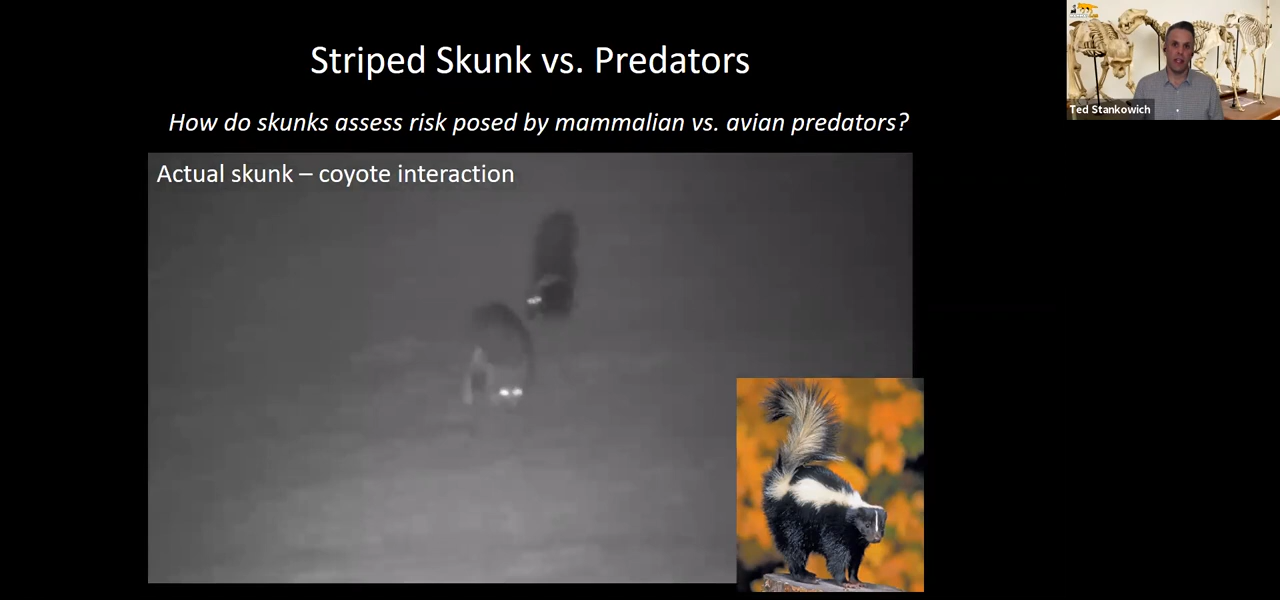 Striped Skunk vs. Predators
How do skunks assess risk posed by mammalian vs. avian predators?
Actual skunk – coyote interaction
Ted Stankowich